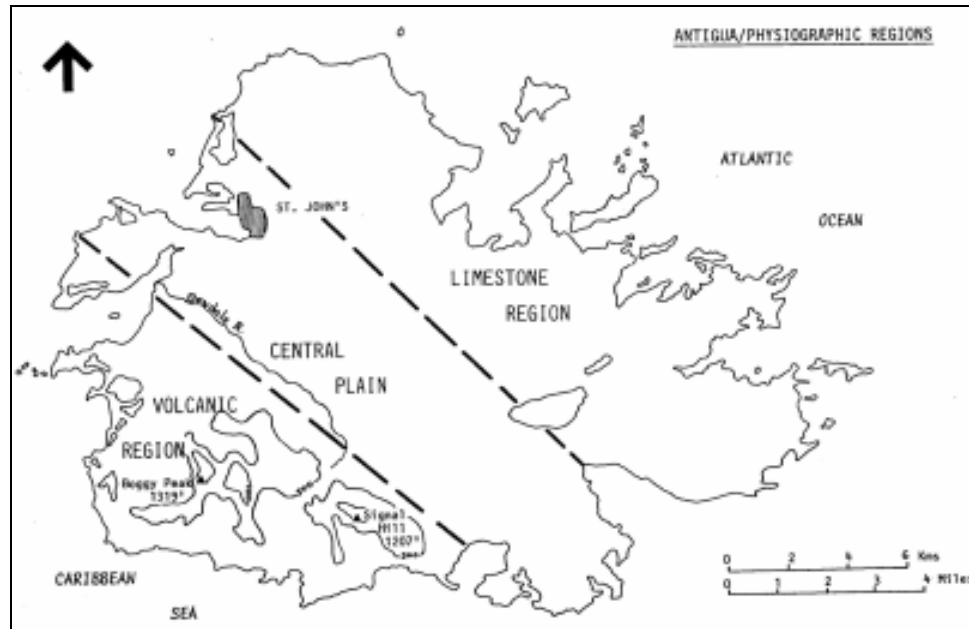 ANTIGUA/PHYSIOGRAPHIC REGIONS
ATLANTIC
OCEAN
ST. JOHN'S
LIMESTONE
REGION
CENTRAL
PLAIN
VOLCANIC
REGION
Boggy Peak
1319'
Signal
Hill
1207'
CARIBBEAN
SEA
0 2 4 6 Kms
0 1 2 3 4 Miles